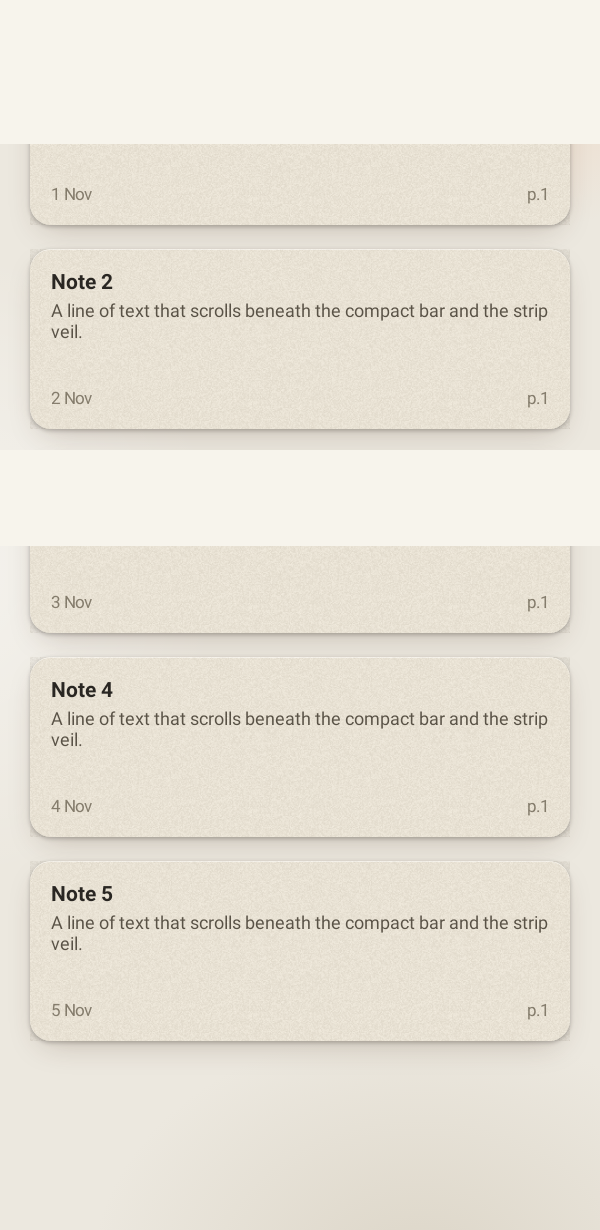 1 Nov p.1
Note 2
A line of text that scrolls beneath the compact bar and the strip
veil.
2 Nov p.1
3 Nov p.1
Note 4
A line of text that scrolls beneath the compact bar and the strip
veil.
4 Nov p.1
Note 5
A line of text that scrolls beneath the compact bar and the strip
veil.
5 Nov p.1